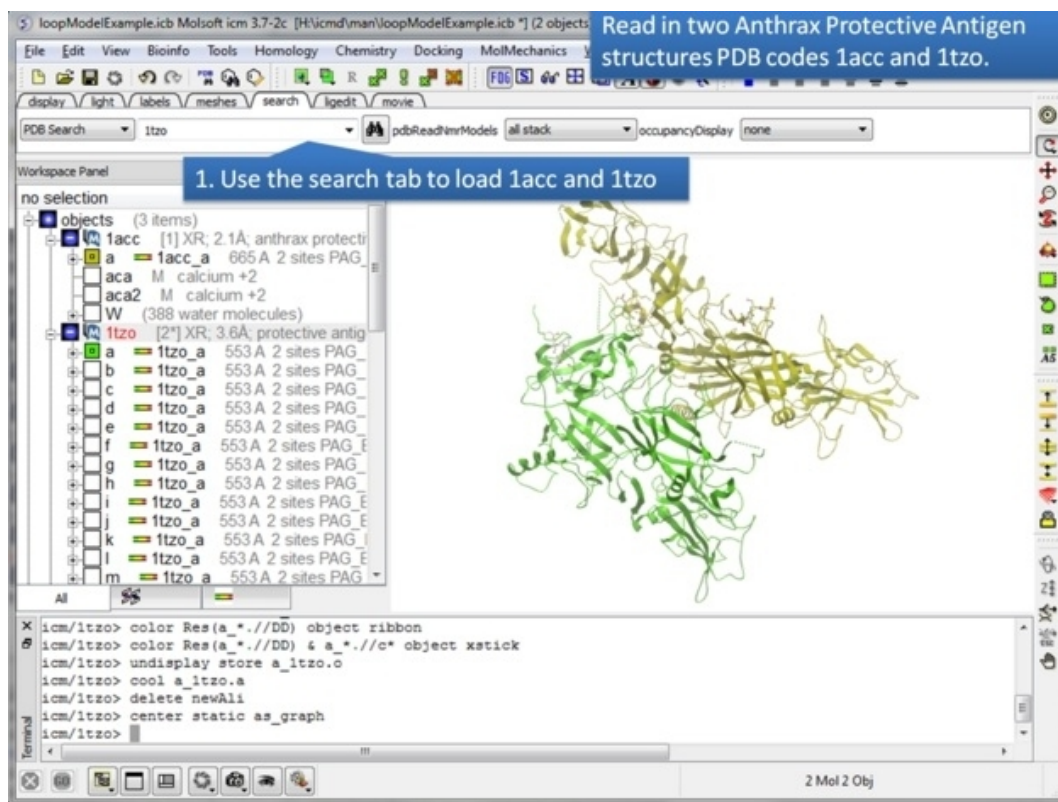 loopModelExample.icb Molsoft icm 3.7-2c [H:\icmd\man\loopModelExample.icb *] (2 objects
Read in two Anthrax Protective Antigen
structures PDB codes 1acc and 1tzo.
File Edit View Bioinfo Tools Homology Chemistry Docking MolMechanics
display light labels meshes search ligedit movie
PDB Search 1tzo pdbReadNmrModels all stack occupancyDisplay none
1. Use the search tab to load 1acc and 1tzo
Workspace Panel
no selection
objects (3 items)
1acc [1] XR; 2.1Å; anthrax protecti
a 1acc_a 665 A 2 sites PAG_
aca M calcium +2
aca2 M calcium +2
W (388 water molecules)
1tzo [2*] XR; 3.6Å; protective antig
a 1tzo_a 553 A 2 sites PAG_
b 1tzo_a 553 A 2 sites PAG_
c 1tzo_a 553 A 2 sites PAG_
d 1tzo_a 553 A 2 sites PAG_
e 1tzo_a 553 A 2 sites PAG_
f 1tzo_a 553 A 2 sites PAG_E
g 1tzo_a 553 A 2 sites PAG_
h 1tzo_a 553 A 2 sites PAG_
i 1tzo_a 553 A 2 sites PAG_E
j 1tzo_a 553 A 2 sites PAG_E
k 1tzo_a 553 A 2 sites PAG_
l 1tzo_a 553 A 2 sites PAG_E
m 1tzo_a 553 A 2 sites PAG
All
icm/1tzo> color Res(a_*.//DD) object ribbon
icm/1tzo> color Res(a_*.//DD) & a_*.//c* object xstick
icm/1tzo> undisplay store a_1tzo.o
icm/1tzo> cool a_1tzo.a
icm/1tzo> delete newAli
icm/1tzo> center static as_graph
icm/1tzo>
Terminal
2 Mol 2 Obj